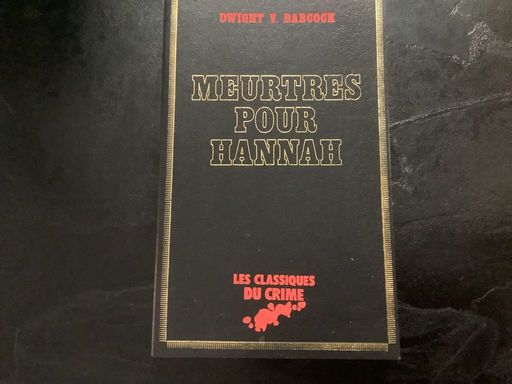 DWIGHT V. BABCOCK
MEURTRES
POUR
HANNAH
LES CLASSIQUES
DU CRIME